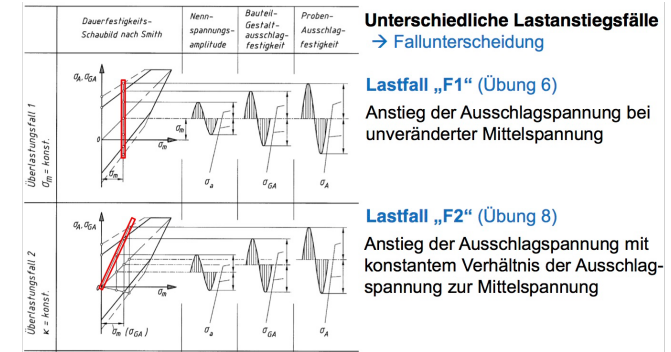 Dauerfestigkeits-
Schaubild nach Smith
Nenn-
spannungs-
amplitude
Bauteil-
Gestalt-
ausschlag-
festigkeit
Proben-
Ausschlag-
festigkeit
Unterschiedliche Lastanstiegsfälle
→ Fallunterscheidung
Überlastungsfall 1
σm = konst.
σA, σGA
0
σm
σm
σm
σa
σGA
σA
Lastfall „F1“ (Übung 6)
Anstieg der Ausschlagspannung bei
unveränderter Mittelspannung
Überlastungsfall 2
κ = konst.
σA, σGA
0
σm
σm (σGA)
σa
σGA
σA
Lastfall „F2“ (Übung 8)
Anstieg der Ausschlagspannung mit
konstantem Verhältnis der Ausschlag-
spannung zur Mittelspannung